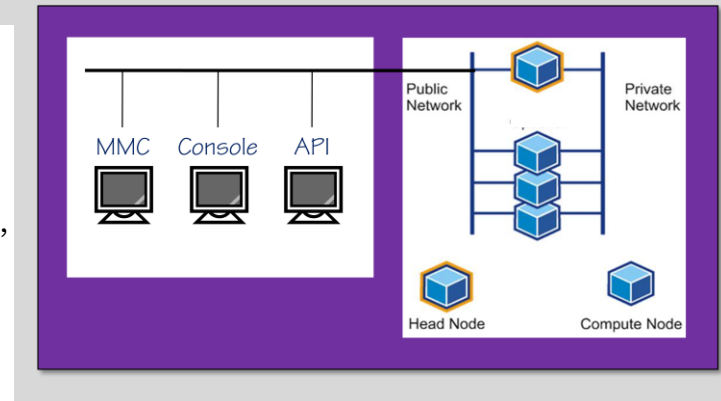 ,
MMC Console API
Public
Network
Private
Network
Head Node
Compute Node